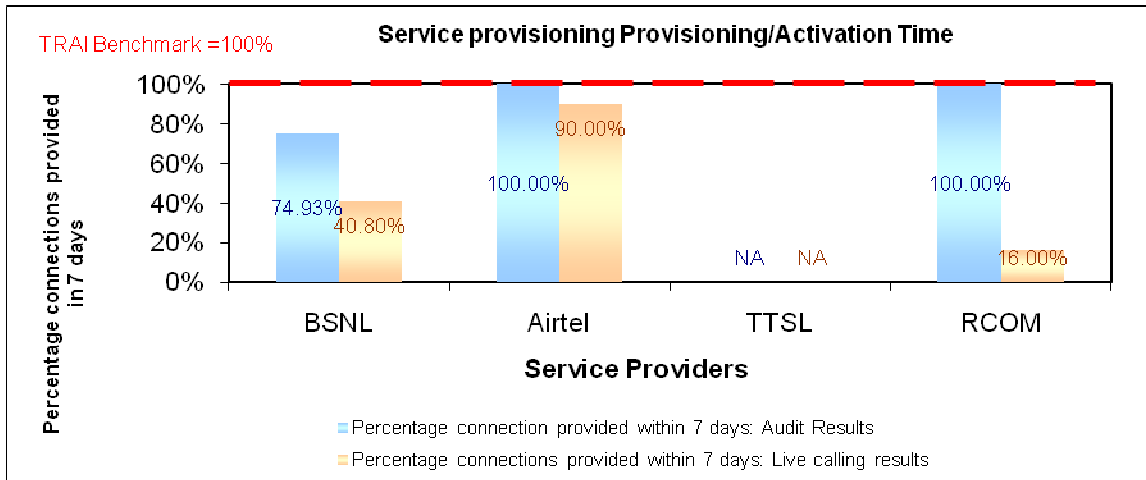 TRAI Benchmark =100%
Service provisioning Provisioning/Activation Time
Percentage connections provided
in 7 days
100%
80%
60%
40%
20%
0%
74.93%
40.80%
100.00%
90.00%
NA
NA
100.00%
16.00%
BSNL
Airtel
TTSL
RCOM
Service Providers
Percentage connection provided within 7 days: Audit Results
Percentage connections provided within 7 days: Live calling results